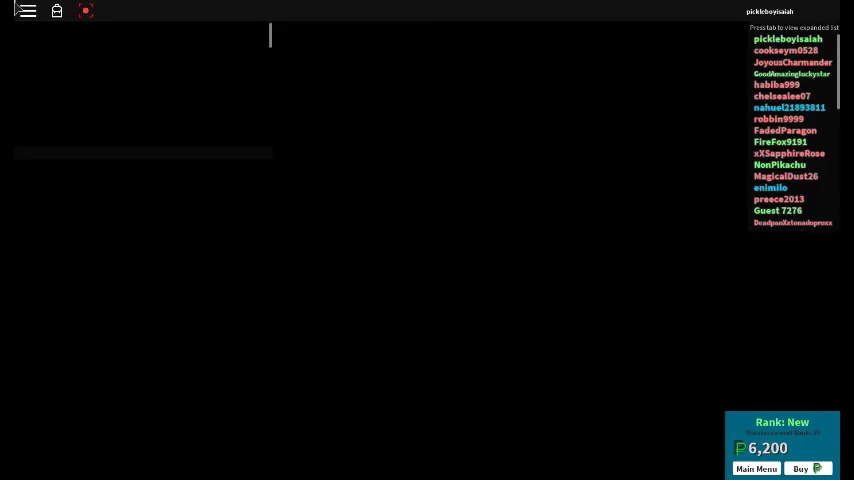 pickleboyisaiah
Press tab to view expanded list
pickleboyisaiah
cookseym0528
JoyousCharmander
GoodAmazingluckystar
habiba999
chelsealee07
nahuel21893811
robbin9999
FadedParagon
FireFox9191
xXSapphireRose
NonPikachu
MagicalDust26
enimilo
preece2013
Guest 7276
DeadpanXxtonadoproxx
Rank: New
6,200
Main Menu
Buy